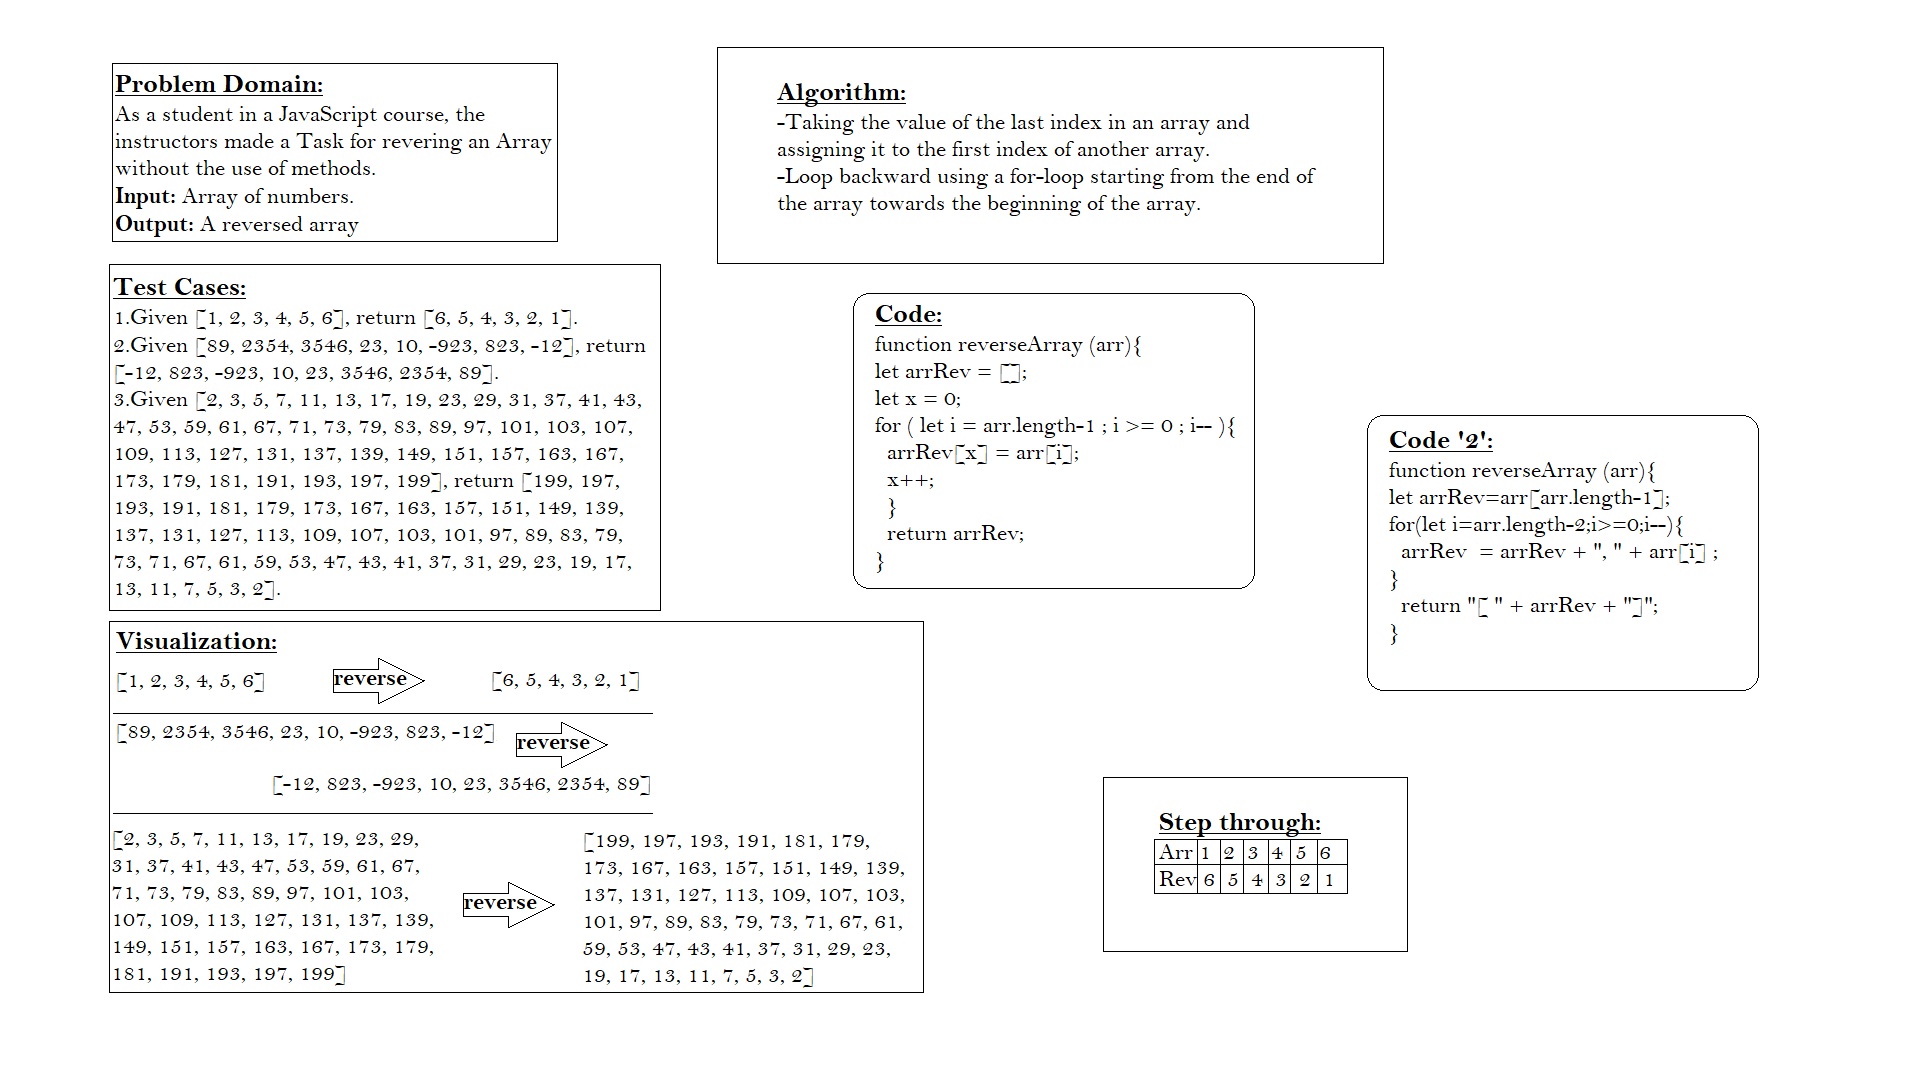 Problem Domain:
As a student in a JavaScript course, the
instructors made a Task for revering an Array
without the use of methods.
Input: Array of numbers.
Output: A reversed array
Algorithm:
-Taking the value of the last index in an array and
assigning it to the first index of another array.
-Loop backward using a for-loop starting from the end of
the array towards the beginning of the array.
Test Cases:
1.Given [1, 2, 3, 4, 5, 6], return [6, 5, 4, 3, 2, 1].
2.Given [89, 2354, 3546, 23, 10, -923, 823, -12], return
[-12, 823, -923, 10, 23, 3546, 2354, 89].
3.Given [2, 3, 5, 7, 11, 13, 17, 19, 23, 29, 31, 37, 41, 43,
47, 53, 59, 61, 67, 71, 73, 79, 83, 89, 97, 101, 103, 107,
109, 113, 127, 131, 137, 139, 149, 151, 157, 163, 167,
173, 179, 181, 191, 193, 197, 199], return [199, 197,
193, 191, 181, 179, 173, 167, 163, 157, 151, 149, 139,
137, 131, 127, 113, 109, 107, 103, 101, 97, 89, 83, 79,
73, 71, 67, 61, 59, 53, 47, 43, 41, 37, 31, 29, 23, 19, 17,
13, 11, 7, 5, 3, 2].
Code:
function reverseArray (arr){
let arrRev = [];
let x = 0;
for ( let i = arr.length-1 ; i >= 0 ; i-- ){
arrRev[x] = arr[i];
x++;
}
return arrRev;
}
Code '2':
function reverseArray (arr){
let arrRev=arr[arr.length-1];
for(let i=arr.length-2;i>=0;i--){
arrRev = arrRev + ", " + arr[i] ;
}
return "[ " + arrRev + "]";
}
Visualization:
[1, 2, 3, 4, 5, 6] reverse [6, 5, 4, 3, 2, 1]
[89, 2354, 3546, 23, 10, -923, 823, -12] reverse
[-12, 823, -923, 10, 23, 3546, 2354, 89]
[2, 3, 5, 7, 11, 13, 17, 19, 23, 29,
31, 37, 41, 43, 47, 53, 59, 61, 67,
71, 73, 79, 83, 89, 97, 101, 103,
107, 109, 113, 127, 131, 137, 139,
149, 151, 157, 163, 167, 173, 179,
181, 191, 193, 197, 199]
reverse
[199, 197, 193, 191, 181, 179,
173, 167, 163, 157, 151, 149, 139,
137, 131, 127, 113, 109, 107, 103,
101, 97, 89, 83, 79, 73, 71, 67, 61,
59, 53, 47, 43, 41, 37, 31, 29, 23,
19, 17, 13, 11, 7, 5, 3, 2]
Step through:
Arr 1 2 3 4 5 6
Rev 6 5 4 3 2 1